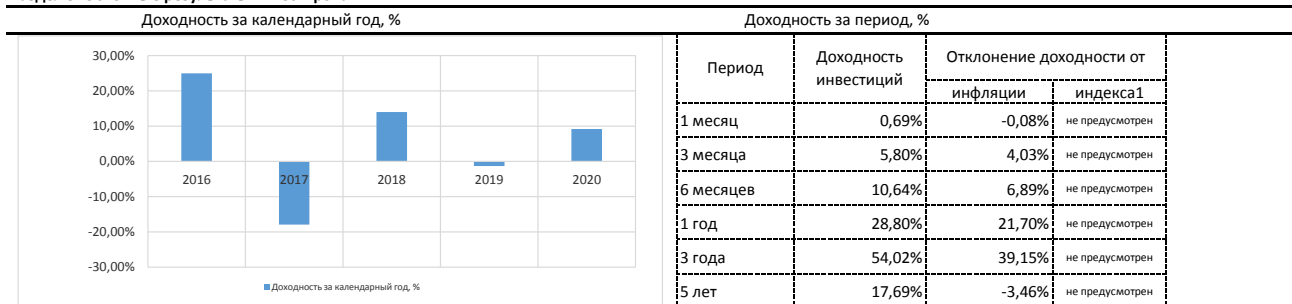 Доходность за календарный год, %
Доходность за период, %
30,00%
20,00%
10,00%
0,00%
-10,00%
-20,00%
-30,00%
2016 2017 2018 2019 2020
Доходность за календарный год, %
Период Доходность инвестиций Отклонение доходности от
инфляции индекса1
1 месяц 0,69% -0,08% не предусмотрен
3 месяца 5,80% 4,03% не предусмотрен
6 месяцев 10,64% 6,89% не предусмотрен
1 год 28,80% 21,70% не предусмотрен
3 года 54,02% 39,15% не предусмотрен
5 лет 17,69% -3,46% не предусмотрен